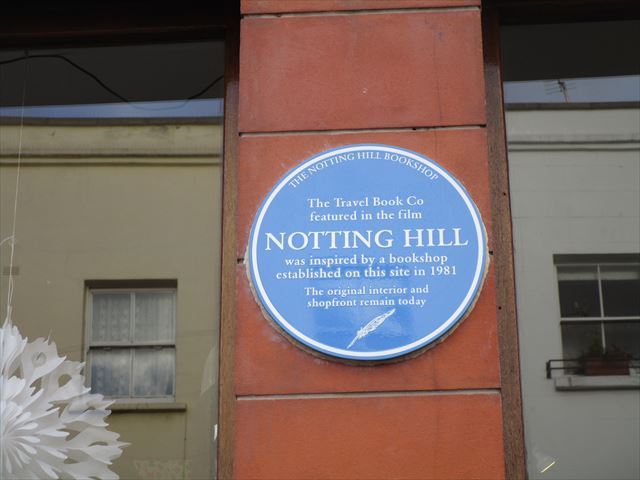 THE NOTTING HILL BOOKSHOP
The Travel Book Co
featured in the film
NOTTING HILL
was inspired by a bookshop
established on this site in 1981
The original interior and
shopfront remain today